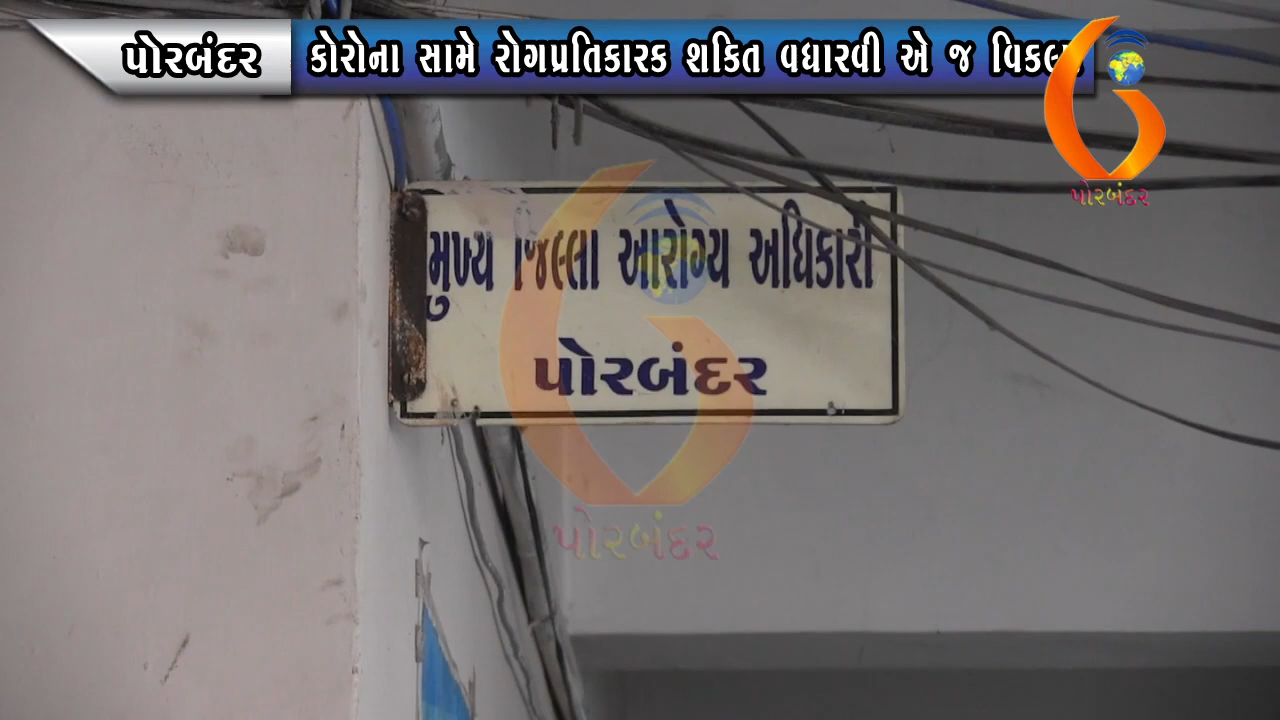 પોરબંદર
કોરોના સામે રોગપ્રતિકારક શકિત વધારવી એ જ
પોરબંદર
મુખ્ય જિલ્લા આરોગ્ય અધિકારી
પોરબંદર
પોરબંદર